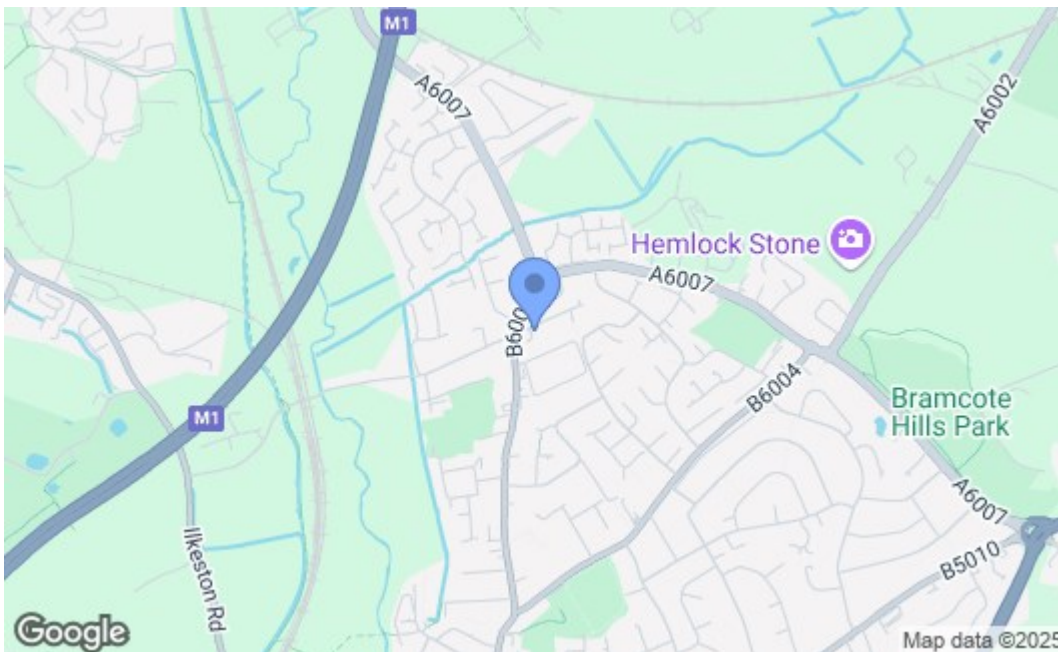 M1
A6007
A6002
Hemlock Stone
A6007
B600
B6004
Bramcote
Hills Park
M1
A6007
Ilkeston Rd
B5010
Google
Map data ©2025